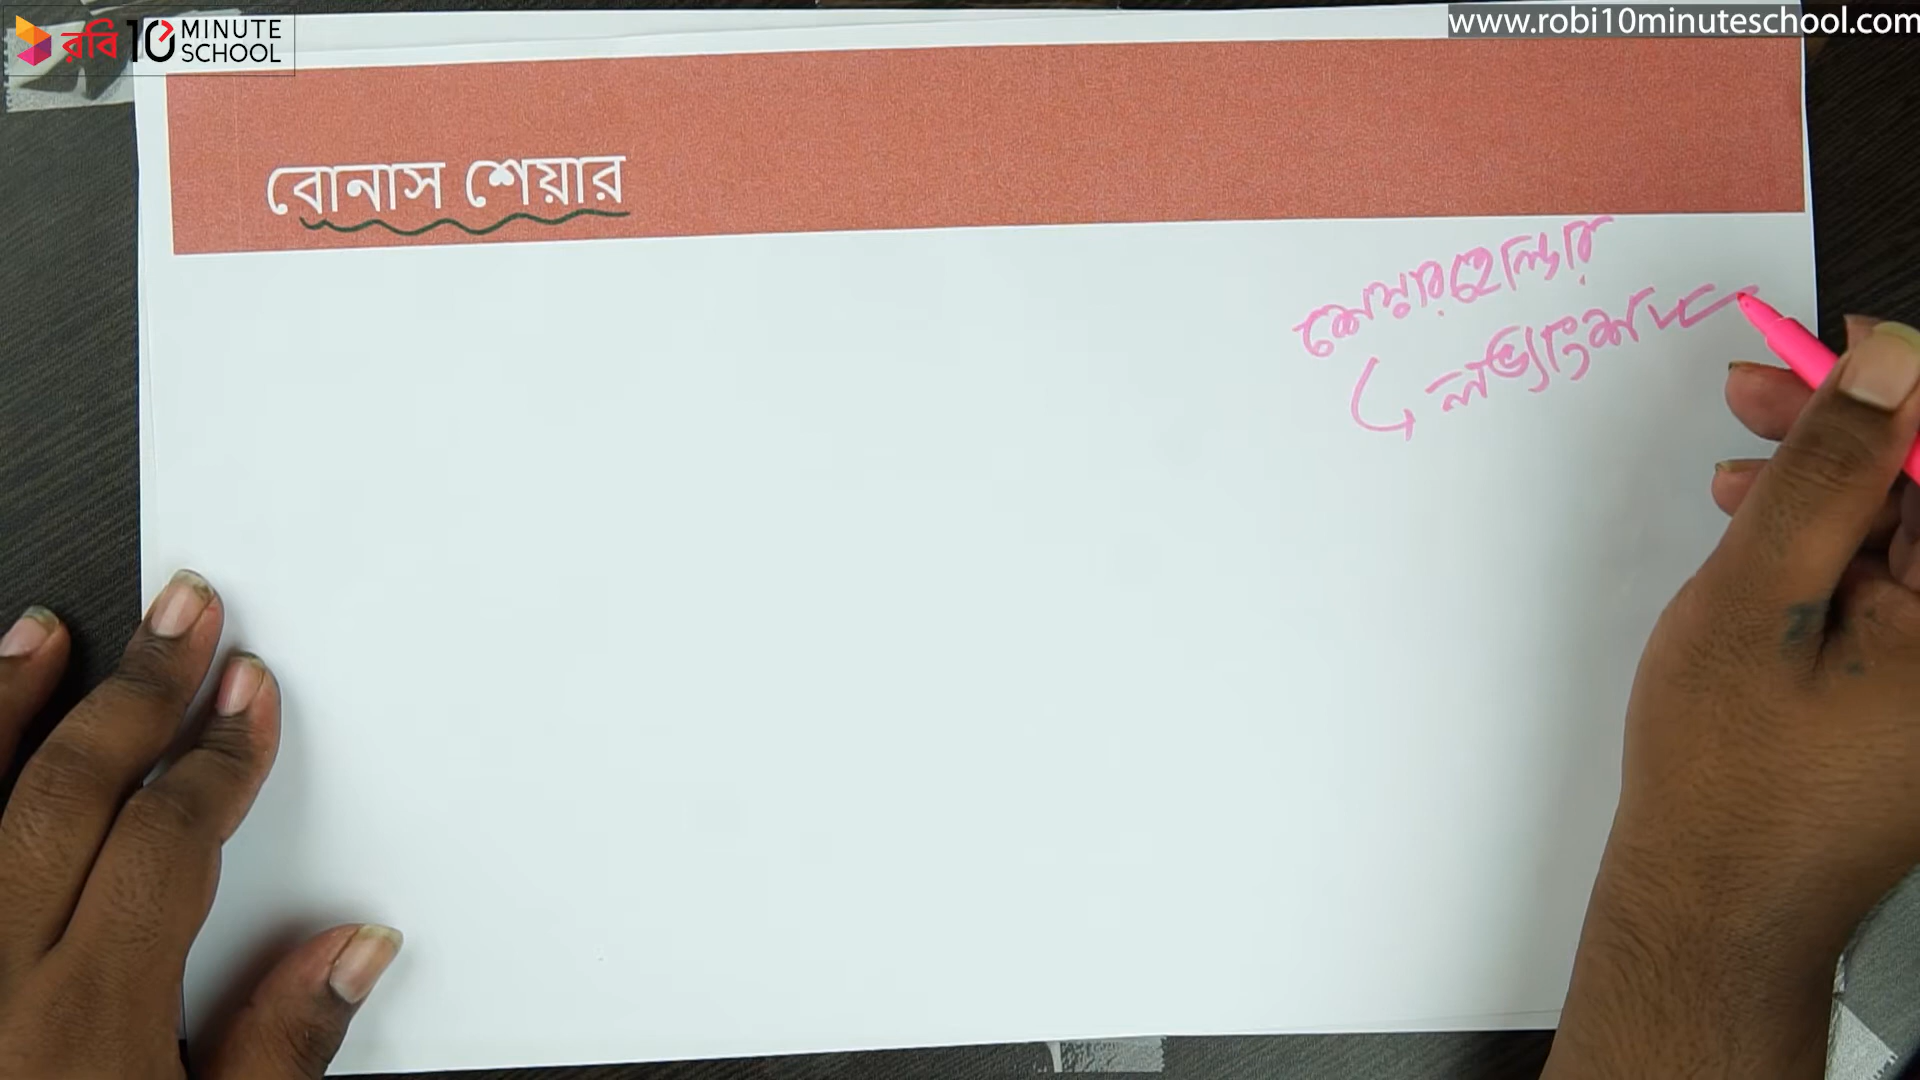 রবি 10 MINUTE SCHOOL
www.robi10minuteschool.com
বোনাস শেয়ার
শেয়ারহোল্ডার
লভ্যাংশ